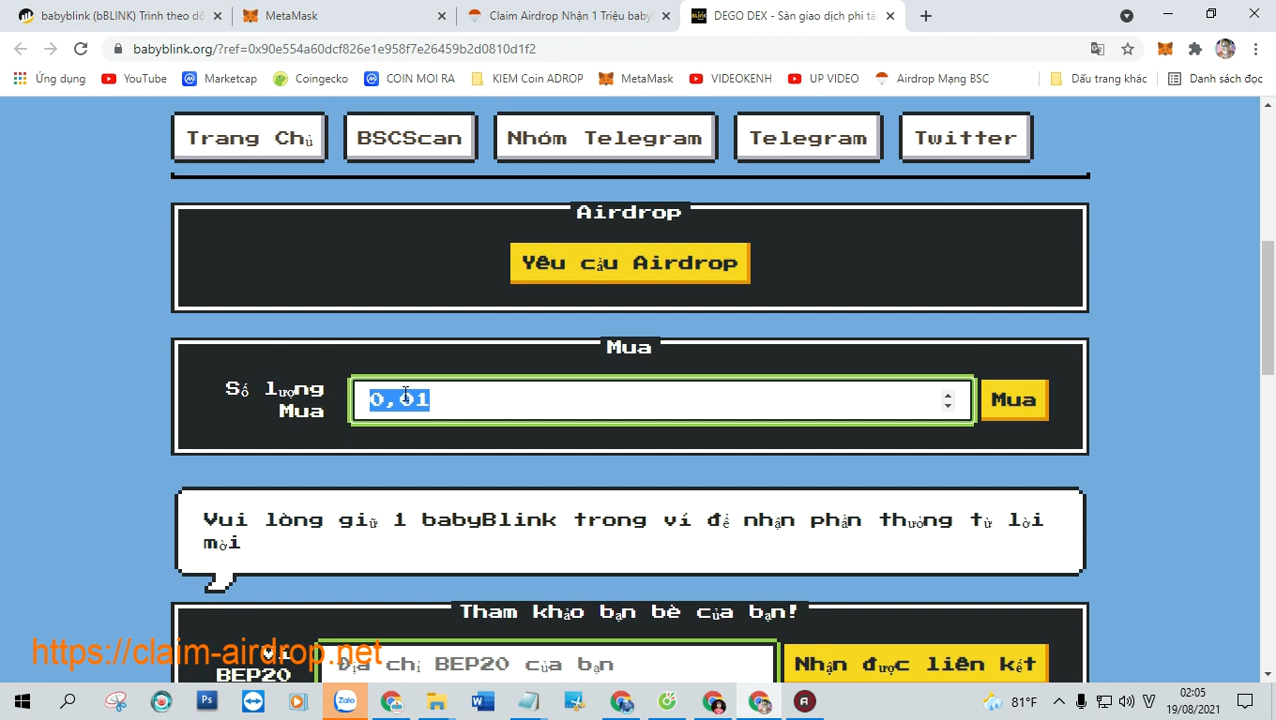 babyblink (bBLINK) Trình theo dõ
MetaMask
Claim Airdrop Nhận 1 Triệu baby
DEGO DEX - Sàn giao dịch phi tậ
babyblink.org/?ref=0x90e554a60dcf826e1e958f7e26459b2d0810d1f2
Ứng dụng
YouTube
Marketcap
Coingecko
COIN MOI RA
KIEM Coin ADROP
MetaMask
VIDEOKENH
UP VIDEO
Airdrop Mạng BSC
Dấu trang khác
Danh sách đọc
Trang Chủ
BSCScan
Nhóm Telegram
Telegram
Twitter
Airdrop
Yêu cầu Airdrop
Mua
Số lượng
Mua
0,01
Mua
Vui lòng giữ 1 babyBlink trong ví để nhận phần thưởng từ lời
mời
Tham khảo bạn bè của bạn!
Ví
BEP20
Địa chỉ BEP20 của bạn
Nhận được liên kết
https://claim-airdrop.net
Ps
Zalo
81°F
V
02:05
19/08/2021